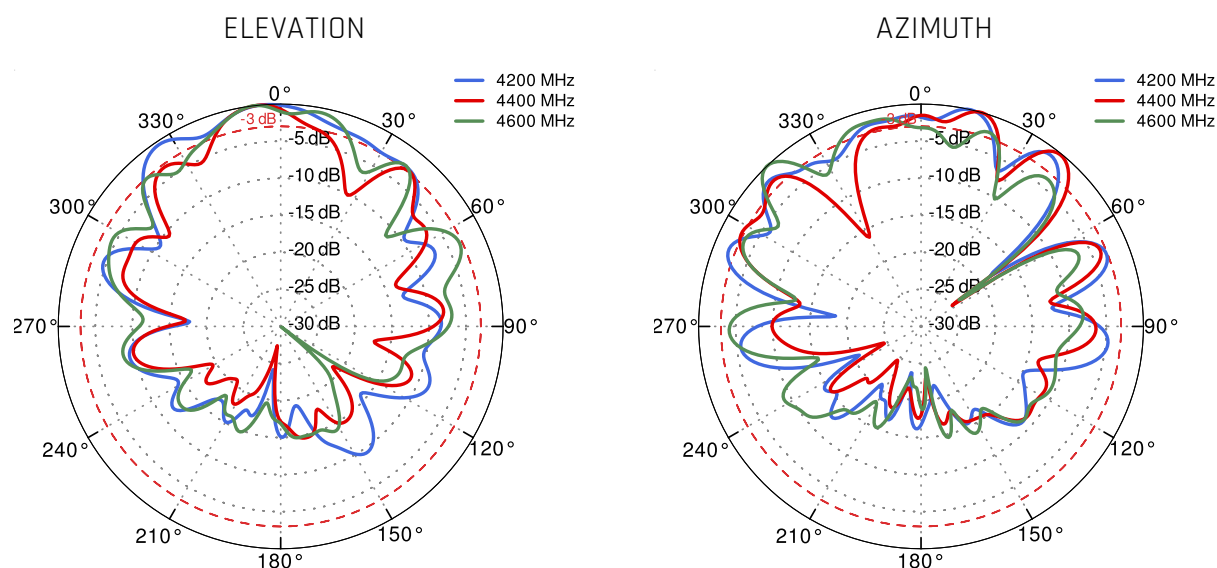 ELEVATION
4200 MHz
4400 MHz
4600 MHz
0°
330°
30°
-3 dB
-5 dB
-10 dB
300°
60°
-15 dB
-20 dB
-25 dB
270°
-30 dB
90°
240°
120°
210°
150°
180°
AZIMUTH
4200 MHz
4400 MHz
4600 MHz
0°
330°
30°
-3 dB
5 dB
-10 dB
300°
60°
-15 dB
-20 dB
-25 dB
270°
-30 dB
90°
240°
120°
210°
150°
180°